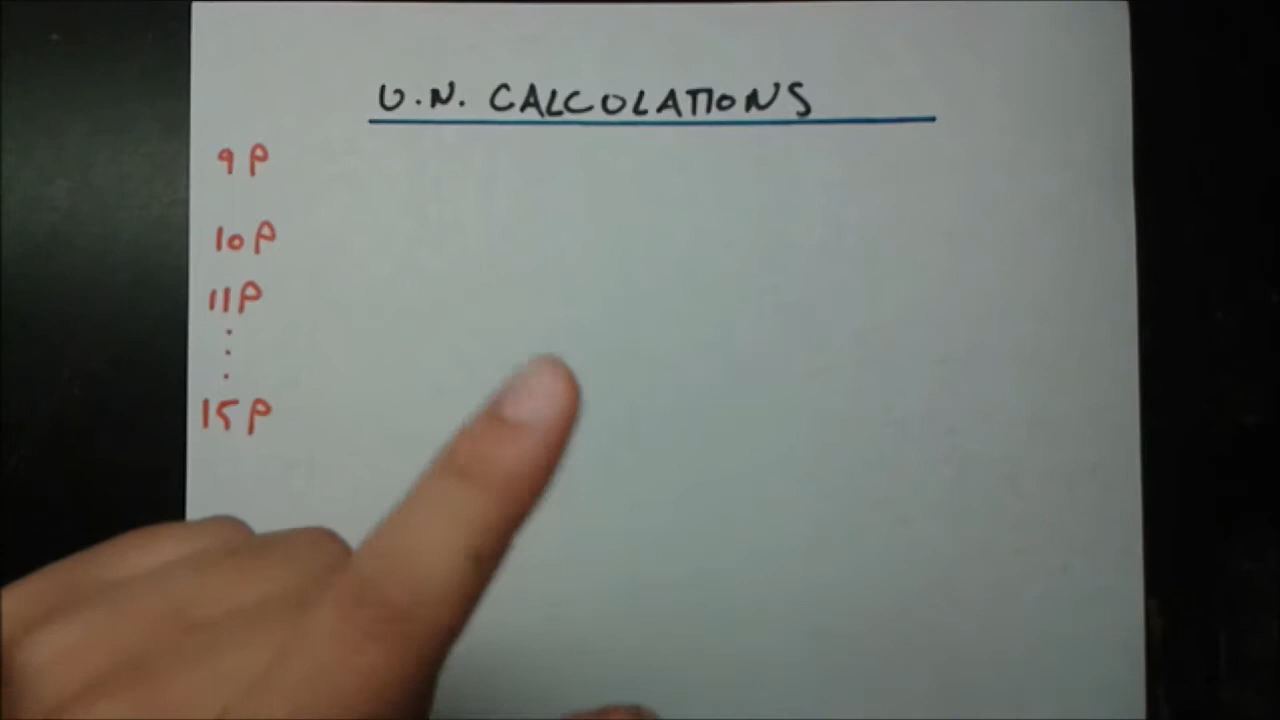 U.N. CALCULATIONS
9P
10P
11P
⋮
15P